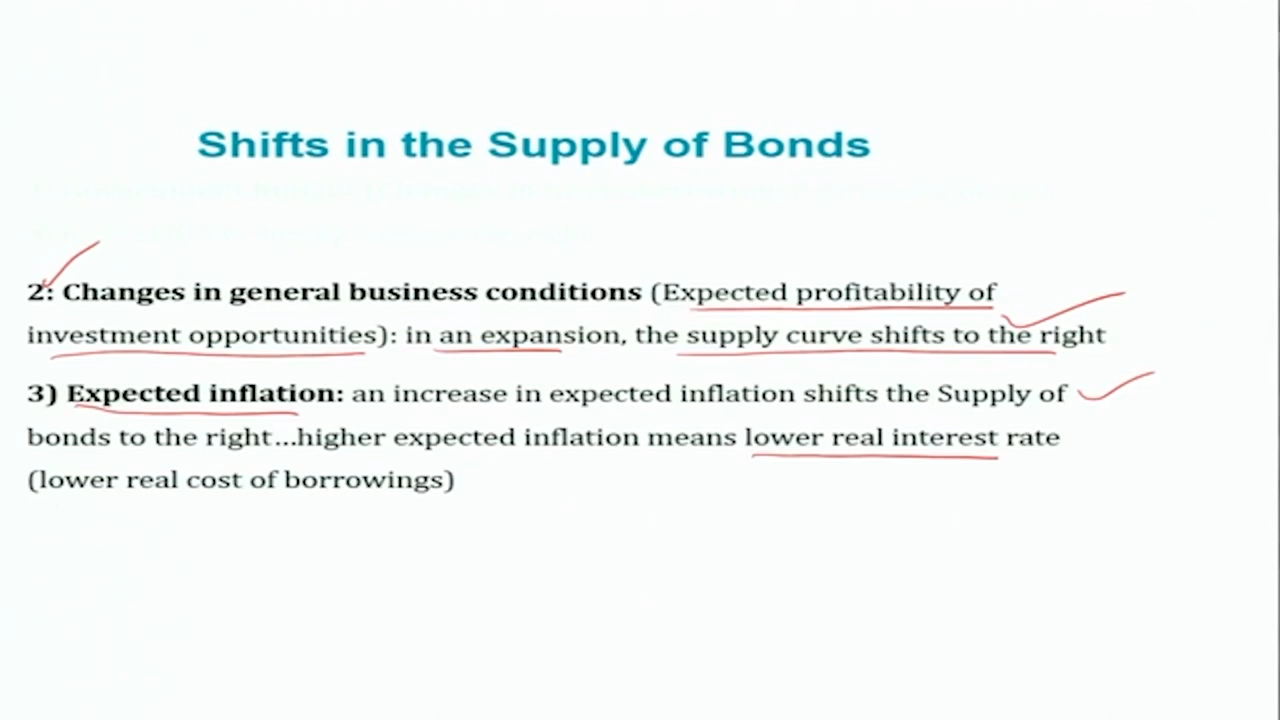 Shifts in the Supply of Bonds
2: Changes in general business conditions (Expected profitability of
investment opportunities): in an expansion, the supply curve shifts to the right
3) Expected inflation: an increase in expected inflation shifts the Supply of
bonds to the right...higher expected inflation means lower real interest rate
(lower real cost of borrowings)